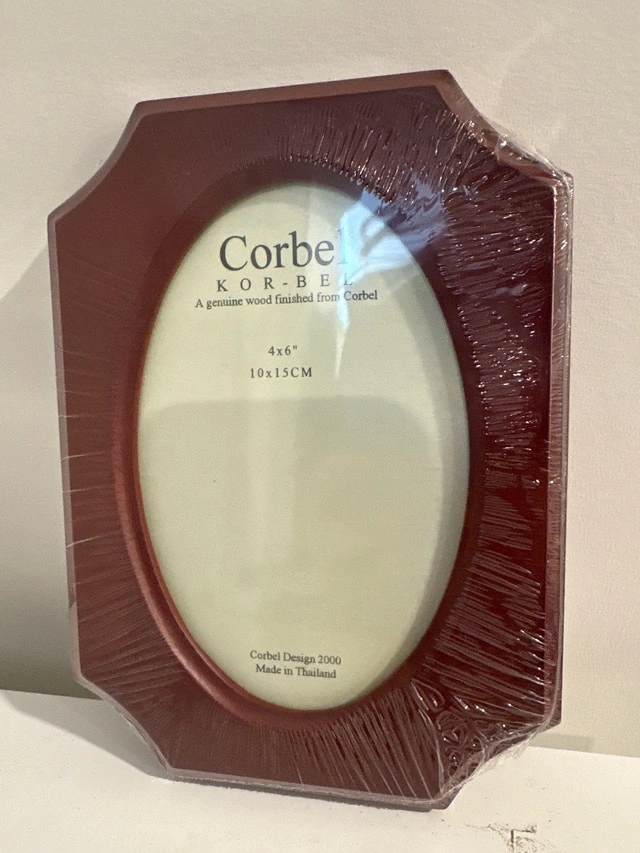 Corbel
KOR-BEL
A genuine wood finished from Corbel
4x6"
10x15CM
Corbel Design 2000
Made in Thailand